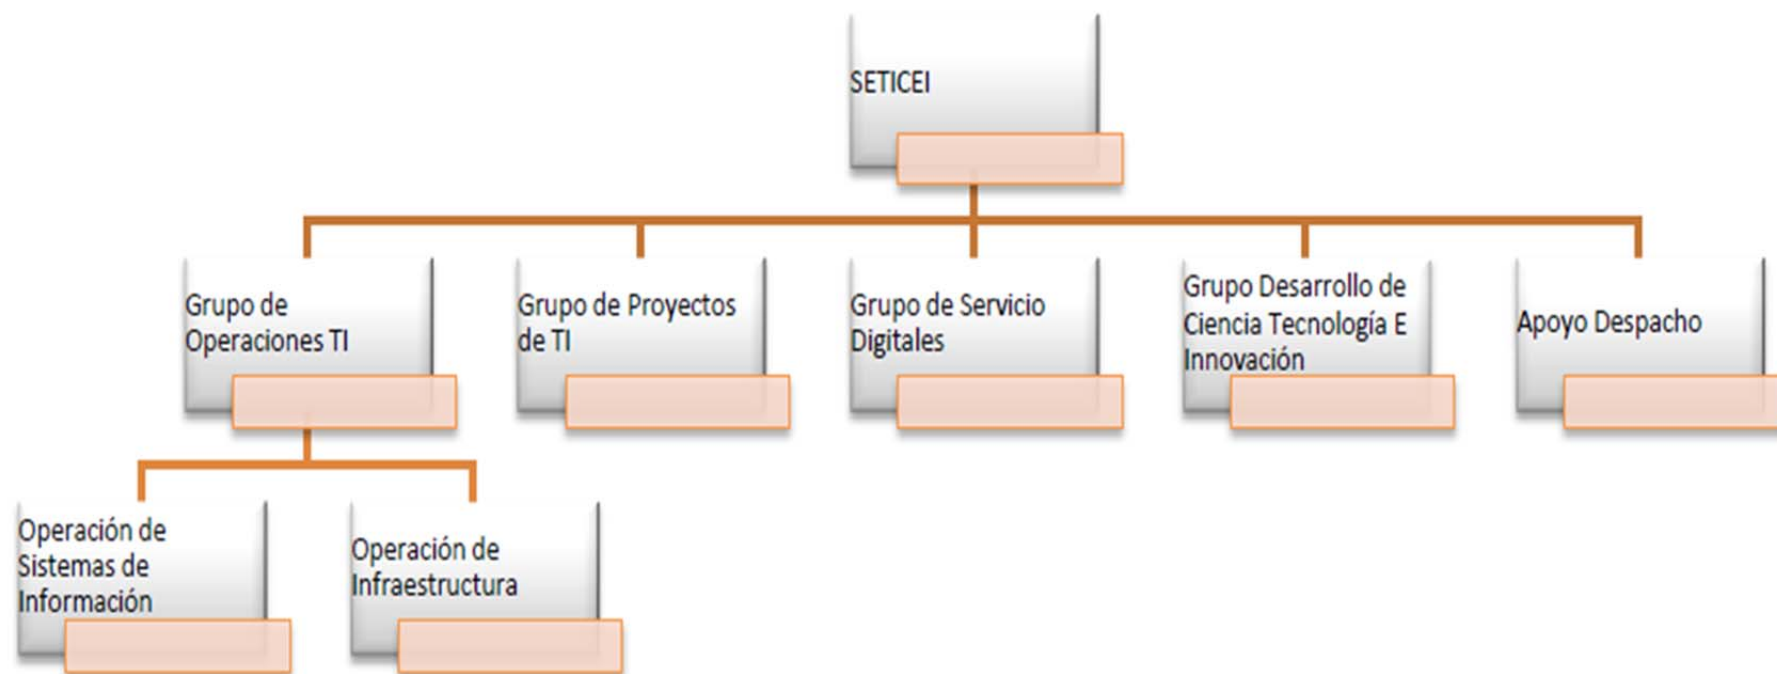 SETICEI
Grupo de
Operaciones TI
Grupo de Proyectos
de TI
Grupo de Servicio
Digitales
Grupo Desarrollo de
Ciencia Tecnología E
Innovación
Apoyo Despacho
Operación de
Sistemas de
Información
Operación de
Infraestructura